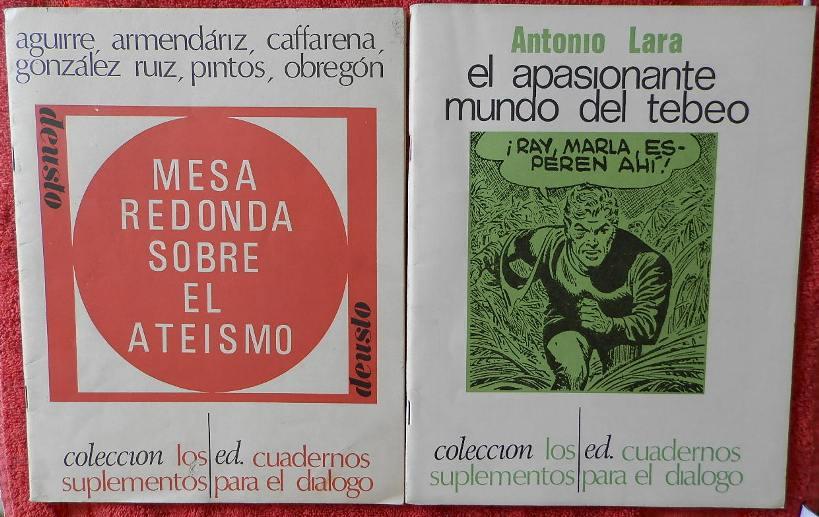 aguirre, armendáriz, caffarena,
gonzález ruiz, pintos, obregón
deusto
MESA
REDONDA
SOBRE
EL
ATEISMO
deusto
coleccion los ed. cuadernos
suplementos para el dialogo
Antonio Lara
el apasionante
mundo del tebeo
¡RAY, MARLA, ES-
PEREN AHÍ!
coleccion los ed. cuadernos
suplementos para el dialogo